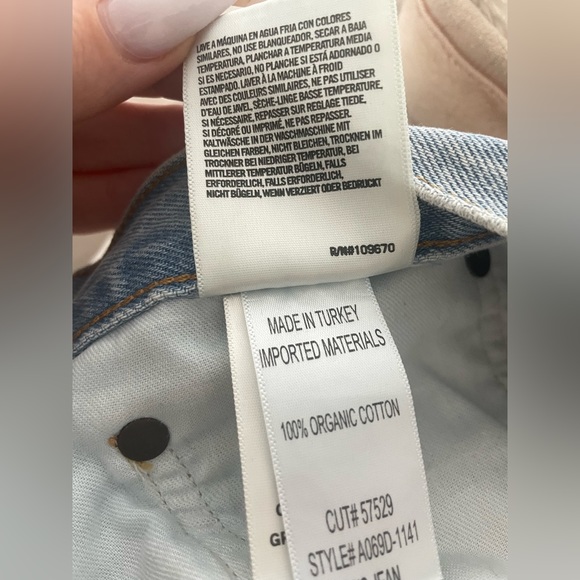 LAVE A MÁQUINA EN AGUA FRIA CON COLORES
SIMILARES, NO USE BLANQUEADOR, SECAR A BAJA
TEMPERATURA, PLANCHAR A TEMPERATURA MEDIA
SI ES NECESARIO, NO PLANCHAR SI ESTÁ ADORNADO O
ESTAMPADO. LAVER À LA MACHINE À FROID
AVEC DES COULEURS SIMILAIRES, NE PAS UTILISER
D'EAU DE JAVEL, SÈCHE-LINGE BASSE TEMPÉRATURE,
SI NÉCESSAIRE, REPASSER SUR REGLAGE TIEDE,
SI DÉCORÉ OU IMPRIMÉ, NE PAS REPASSER.
KALTWÄSCHE IN DER WASCHMASCHINE MIT
GLEICHEN FARBEN, NICHT BLEICHEN, TROCKNEN IM
TROCKNER BEI NIEDRIGER TEMPERATUR, BEI
MITTLERER TEMPERATUR BÜGELN, FALLS
ERFORDERLICH. FALLS ERFORDERLICH,
NICHT BÜGELN, WENN VERZIERT ODER BEDRUCKT
R/N#109670
MADE IN TURKEY
IMPORTED MATERIALS
100% ORGANIC COTTON
CUT# 57529
STYLE# A069D-1141
JEAN